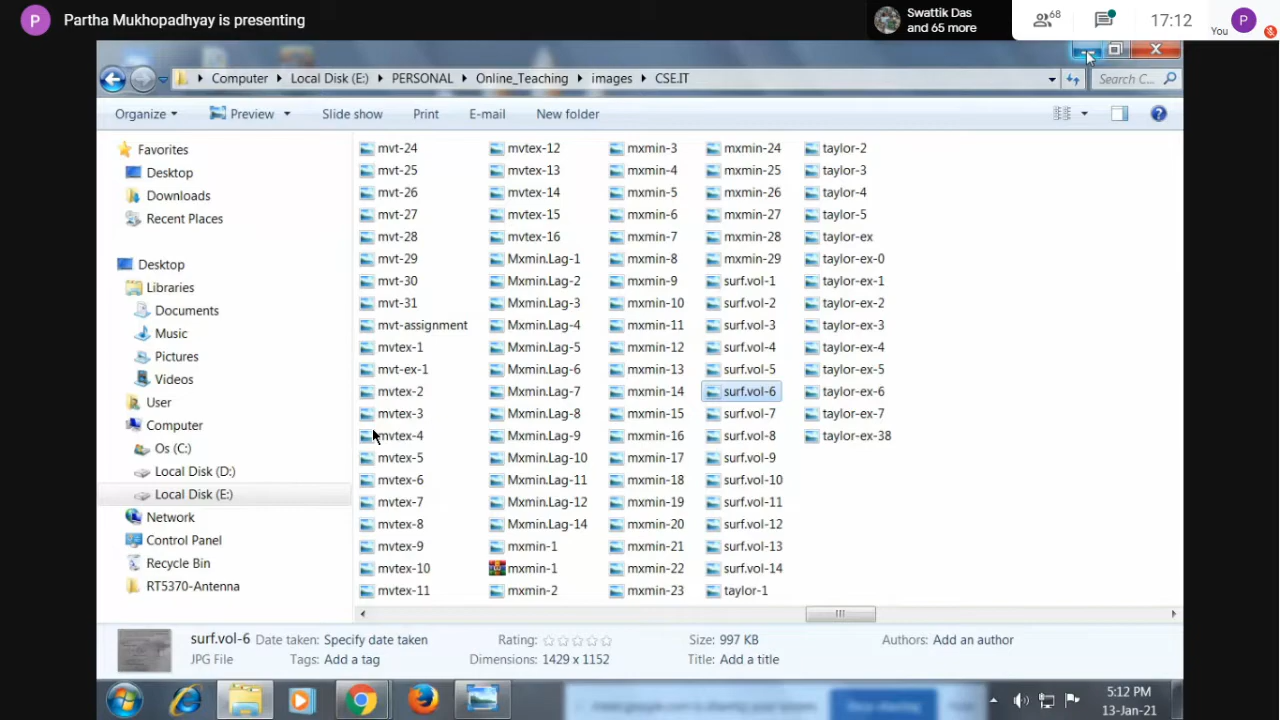 P Partha Mukhopadhyay is presenting
Swattik Das
and 65 more
68
17:12
You
P
Computer
Local Disk (E:)
PERSONAL
Online_Teaching
images
CSE.IT
Search C...
Organize
Preview
Slide show
Print
E-mail
New folder
?
Favorites
Desktop
Downloads
Recent Places
Desktop
Libraries
Documents
Music
Pictures
Videos
User
Computer
Os (C:)
Local Disk (D:)
Local Disk (E:)
Network
Control Panel
Recycle Bin
RT5370-Antenna
mvt-24
mvt-25
mvt-26
mvt-27
mvt-28
mvt-29
mvt-30
mvt-31
mvt-assignment
mvtex-1
mvt-ex-1
mvtex-2
mvtex-3
mvtex-4
mvtex-5
mvtex-6
mvtex-7
mvtex-8
mvtex-9
mvtex-10
mvtex-11
mvtex-12
mvtex-13
mvtex-14
mvtex-15
mvtex-16
Mxmin.Lag-1
Mxmin.Lag-2
Mxmin.Lag-3
Mxmin.Lag-4
Mxmin.Lag-5
Mxmin.Lag-6
Mxmin.Lag-7
Mxmin.Lag-8
Mxmin.Lag-9
Mxmin.Lag-10
Mxmin.Lag-11
Mxmin.Lag-12
Mxmin.Lag-14
mxmin-1
mxmin-1
mxmin-2
mxmin-3
mxmin-4
mxmin-5
mxmin-6
mxmin-7
mxmin-8
mxmin-9
mxmin-10
mxmin-11
mxmin-12
mxmin-13
mxmin-14
mxmin-15
mxmin-16
mxmin-17
mxmin-18
mxmin-19
mxmin-20
mxmin-21
mxmin-22
mxmin-23
mxmin-24
mxmin-25
mxmin-26
mxmin-27
mxmin-28
mxmin-29
surf.vol-1
surf.vol-2
surf.vol-3
surf.vol-4
surf.vol-5
surf.vol-6
surf.vol-7
surf.vol-8
surf.vol-9
surf.vol-10
surf.vol-11
surf.vol-12
surf.vol-13
surf.vol-14
taylor-1
taylor-2
taylor-3
taylor-4
taylor-5
taylor-ex
taylor-ex-0
taylor-ex-1
taylor-ex-2
taylor-ex-3
taylor-ex-4
taylor-ex-5
taylor-ex-6
taylor-ex-7
taylor-ex-38
surf.vol-6 Date taken: Specify date taken Rating: Size: 997 KB Authors: Add an author
JPG File Tags: Add a tag Dimensions: 1429 x 1152 Title: Add a title
5:12 PM
13-Jan-21